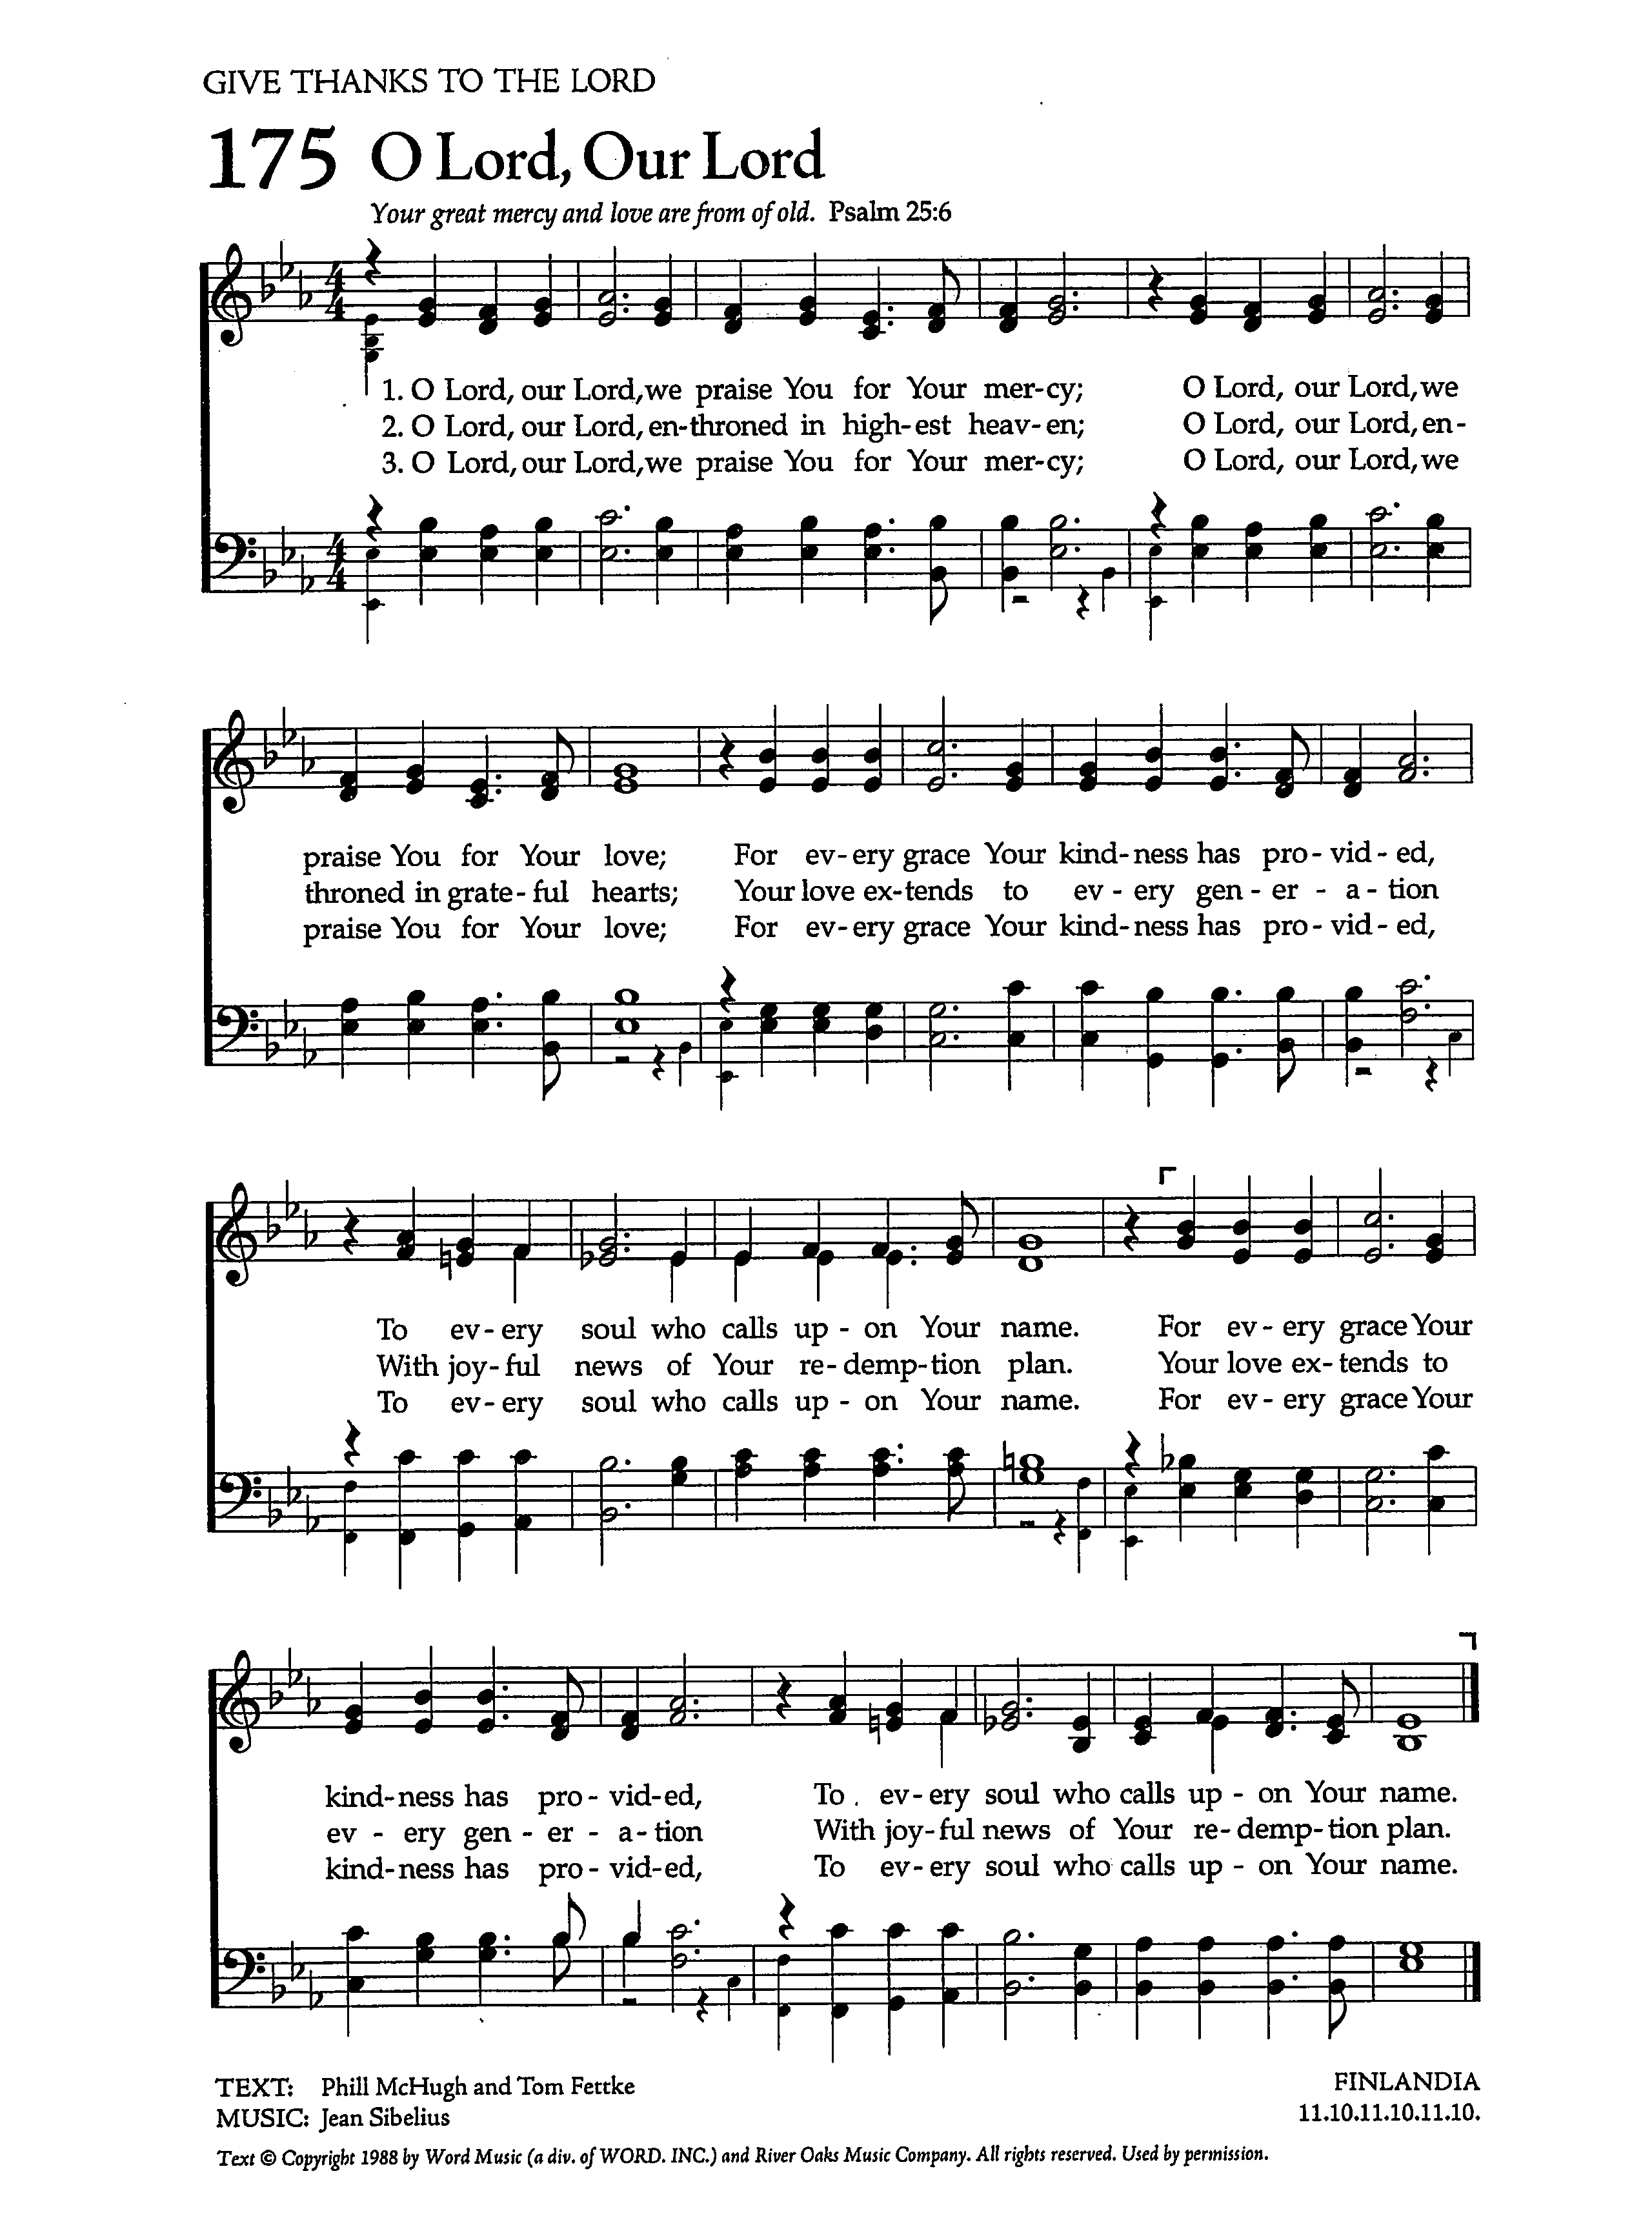 GIVE THANKS TO THE LORD
175 O Lord, Our Lord
Your great mercy and love are from of old. Psalm 25:6
1. O Lord, our Lord, we praise You for Your mer-cy; O Lord, our Lord, we
2. O Lord, our Lord, en-throned in high-est heav-en; O Lord, our Lord, en-
3. O Lord, our Lord, we praise You for Your mer-cy; O Lord, our Lord, we
praise You for Your love; For ev-ery grace Your kind-ness has pro-vid-ed,
throned in grate-ful hearts; Your love ex-tends to ev-ery gen-er-a-tion
praise You for Your love; For ev-ery grace Your kind-ness has pro-vid-ed,
To ev-ery soul who calls up-on Your name. For ev-ery grace Your
With joy-ful news of Your re-demp-tion plan. Your love ex-tends to
To ev-ery soul who calls up-on Your name. For ev-ery grace Your
kind-ness has pro-vid-ed, To ev-ery soul who calls up-on Your name.
ev-ery gen-er-a-tion With joy-ful news of Your re-demp-tion plan.
kind-ness has pro-vid-ed, To ev-ery soul who calls up-on Your name.
TEXT: Phill McHugh and Tom Fettke
MUSIC: Jean Sibelius
FINLANDIA
11.10.11.10.11.10.
Text © Copyright 1988 by Word Music (a div. of WORD. INC.) and River Oaks Music Company. All rights reserved. Used by permission.